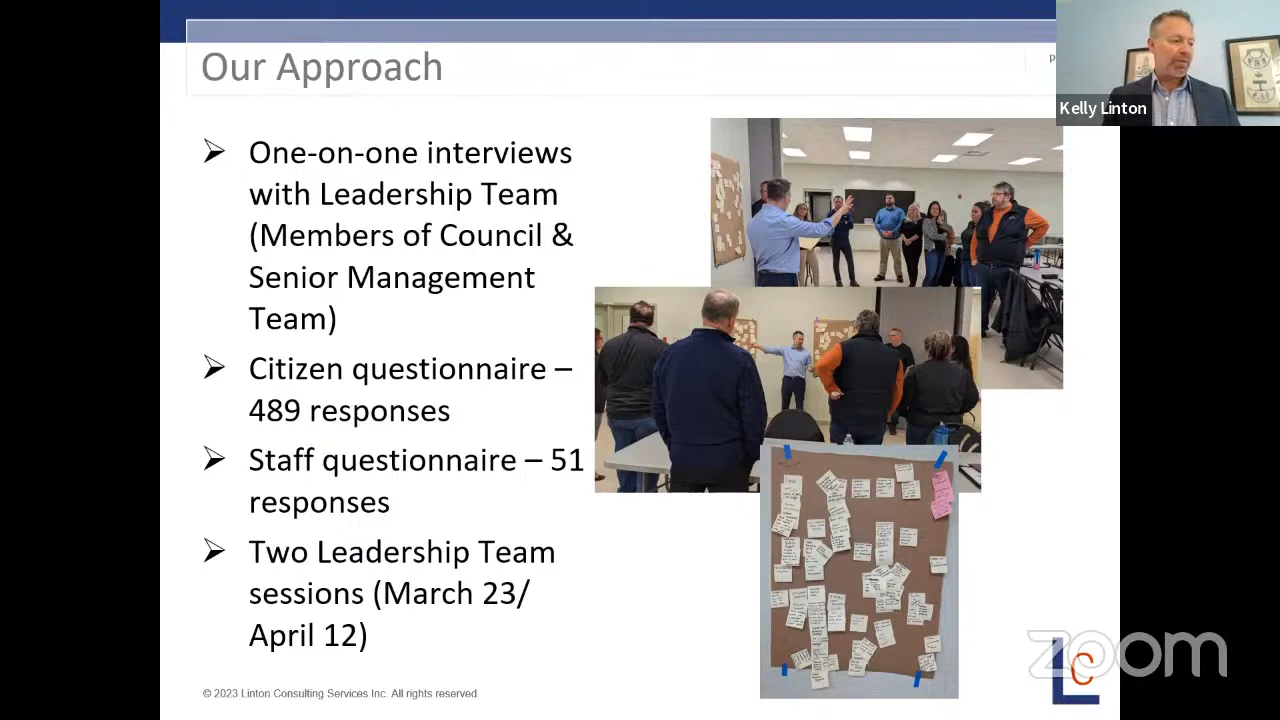 Our Approach
P
Kelly Linton
➢ One-on-one interviews
with Leadership Team
(Members of Council &
Senior Management
Team)
➢ Citizen questionnaire –
489 responses
➢ Staff questionnaire – 51
responses
➢ Two Leadership Team
sessions (March 23/
April 12)
© 2023 Linton Consulting Services Inc. All rights reserved.
LC
zoom